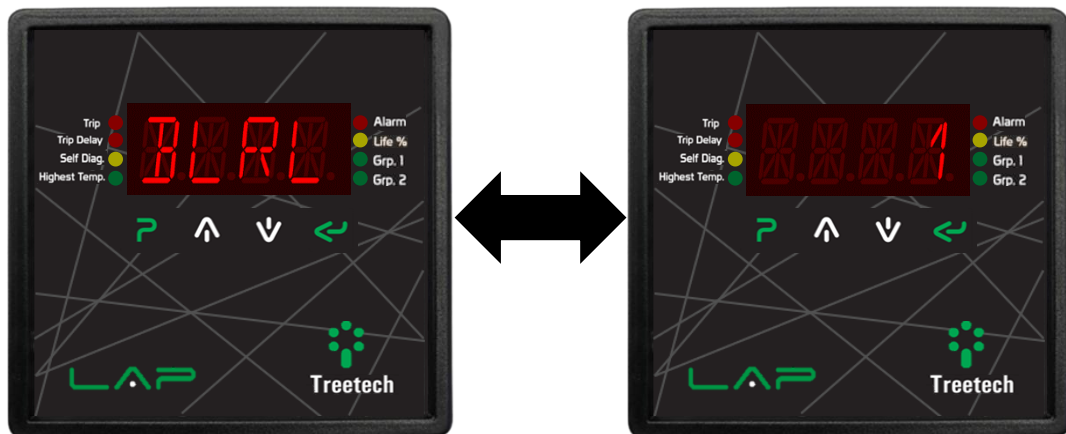 Trip
Trip Delay
Self Diag.
Highest Temp.
BLRL
Alarm
Life %
Grp. 1
Grp. 2
P
LAP
Treetech
Trip
Trip Delay
Self Diag.
Highest Temp.
1
Alarm
Life %
Grp. 1
Grp. 2
P
LAP
Treetech